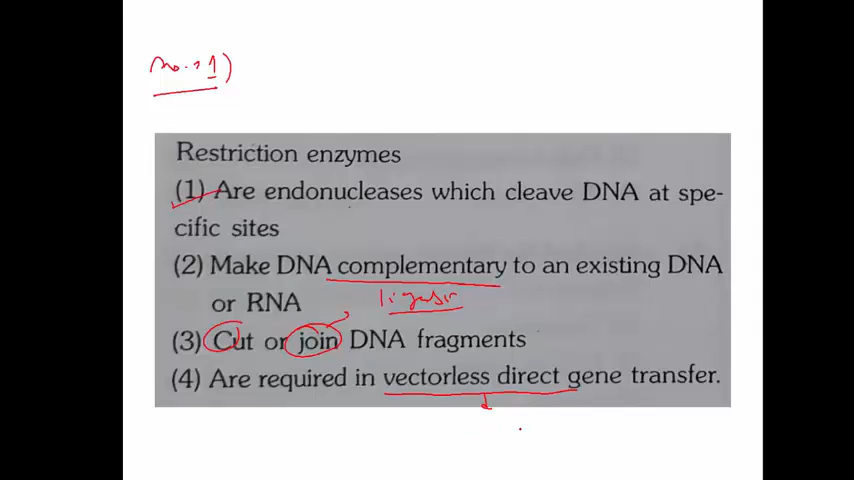 Restriction enzymes
(1) Are endonucleases which cleave DNA at spe-
cific sites
(2) Make DNA complementary to an existing DNA
or RNA
(3) Cut or join DNA fragments
(4) Are required in vectorless direct gene transfer.